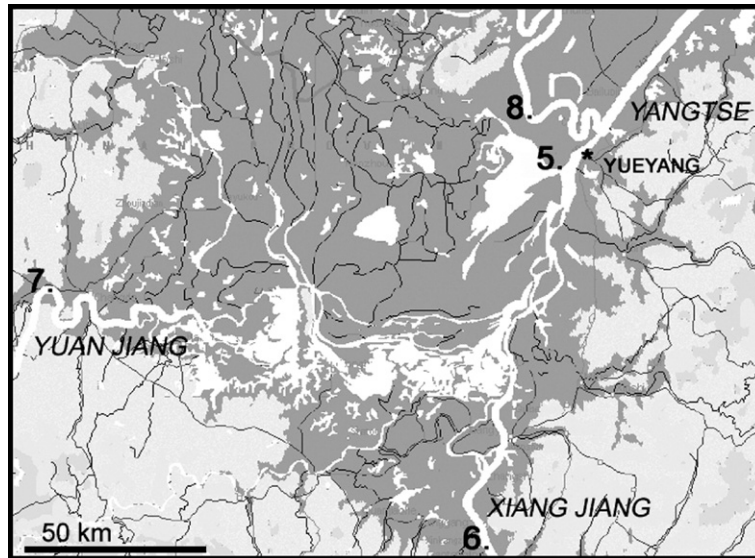 8.
YANGTSE
5.
* YUEYANG
7.
YUAN JIANG
XIANG JIANG
6.
50 km